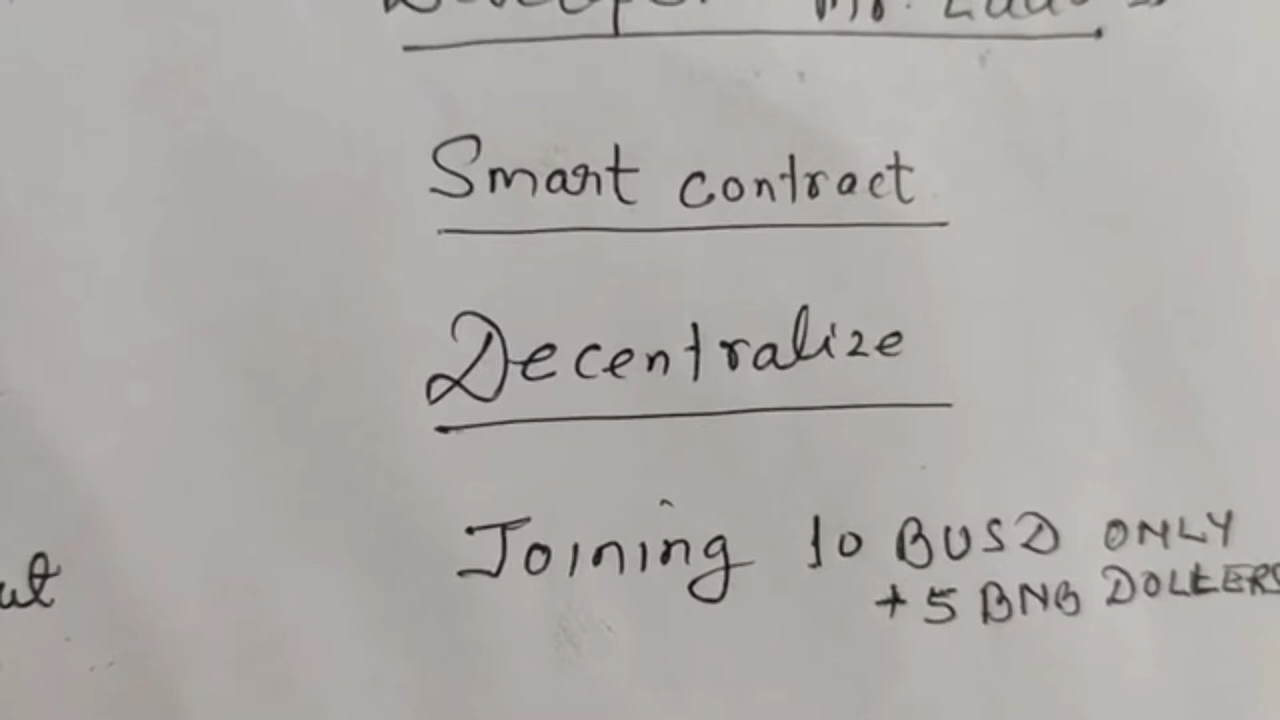 Smart contract
Decentralize
Joining 10 BUSD ONLY
+ 5 BNB DOLLERS